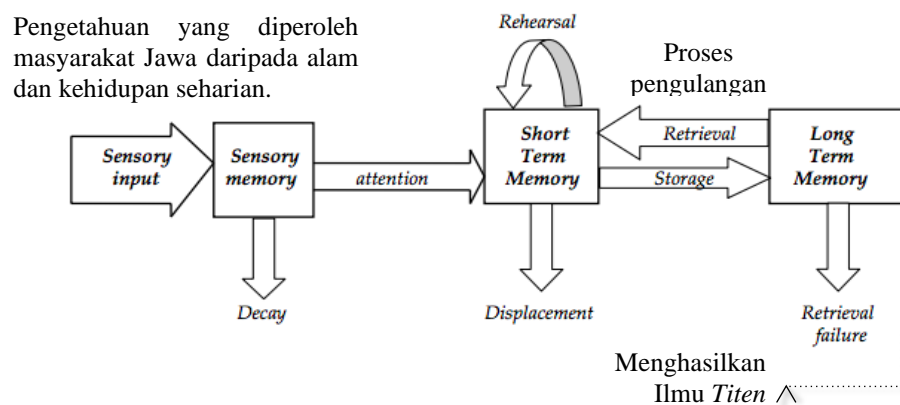 Pengetahuan yang diperoleh
masyarakat Jawa daripada alam
dan kehidupan seharian.
Rehearsal
Proses
pengulangan
Sensory
input
Sensory
memory
attention
Short
Term
Memory
Retrieval
Storage
Long
Term
Memory
Decay
Displacement
Retrieval
failure
Menghasilkan
Ilmu Titen